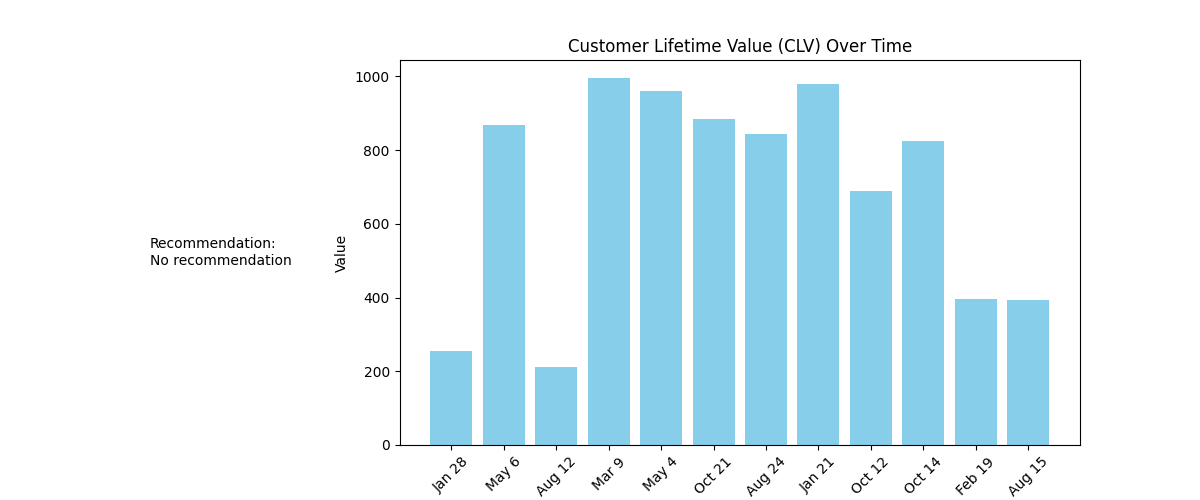 Customer Lifetime Value (CLV) Over Time
Recommendation:
No recommendation
Value
1000
800
600
400
200
0
Jan 28
May 6
Aug 12
Mar 9
May 4
Oct 21
Aug 24
Jan 21
Oct 12
Oct 14
Feb 19
Aug 15